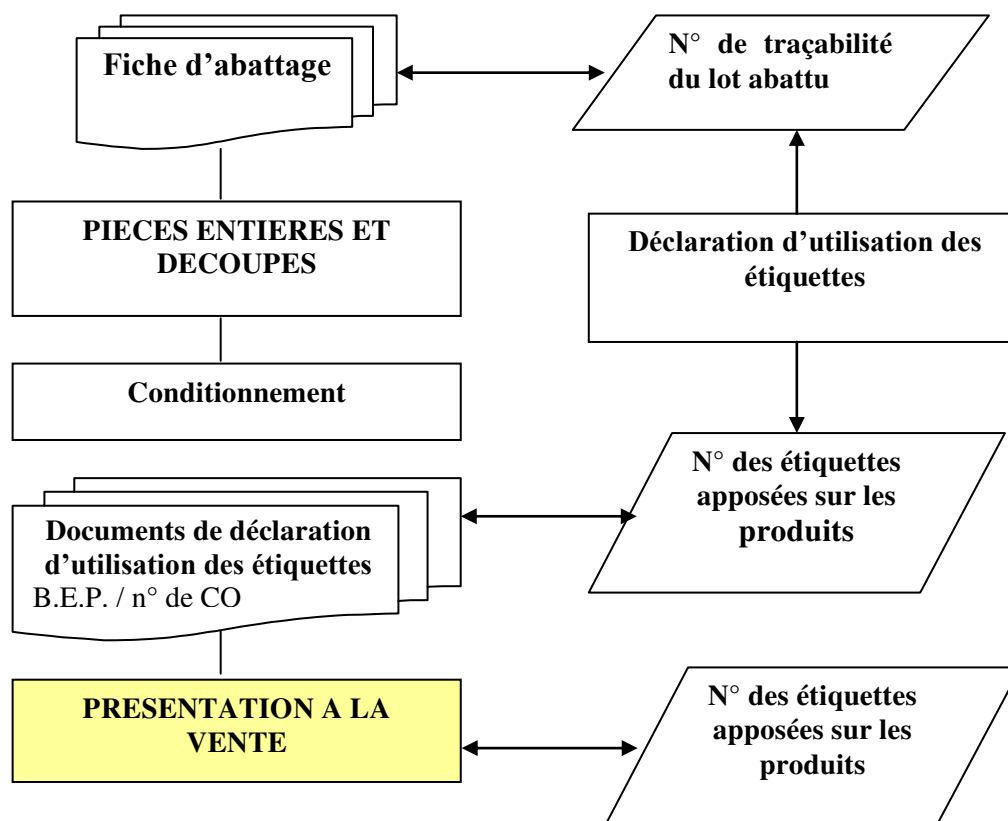 Fiche d'abattage
N° de traçabilité
du lot abattu
PIECES ENTIERES ET
DECOUPES
Déclaration d'utilisation des
étiquettes
Conditionnement
N° des étiquettes
apposées sur les
produits
Documents de déclaration
d'utilisation des étiquettes
B.E.P. / n° de CO
PRESENTATION A LA
VENTE
N° des étiquettes
apposées sur les
produits